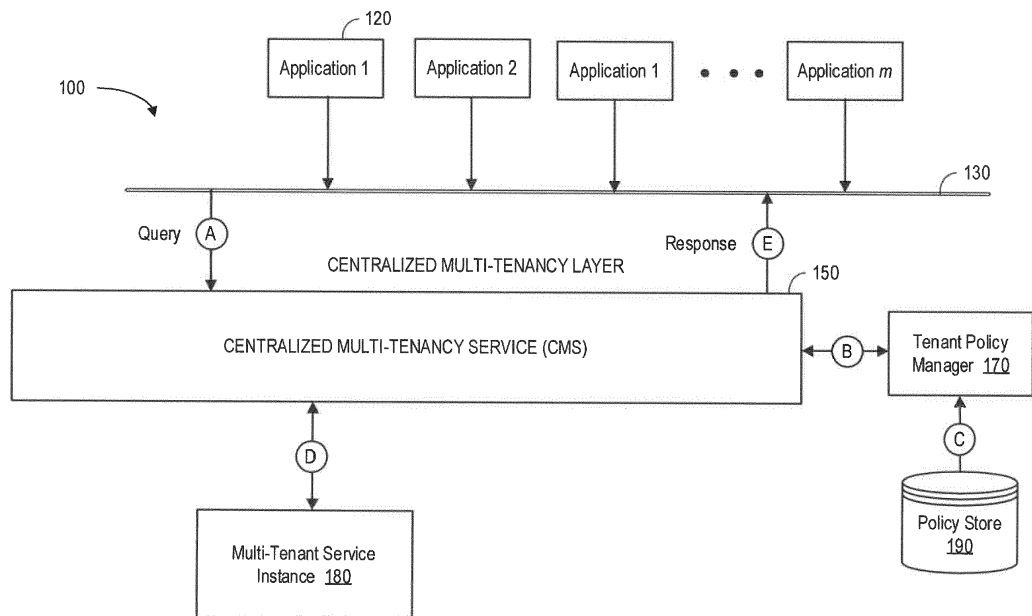 120
Application 1
Application 2
Application 1
Application m
100
130
Query
A
Response
E
CENTRALIZED MULTI-TENANCY LAYER
150
CENTRALIZED MULTI-TENANCY SERVICE (CMS)
B
Tenant Policy
Manager 170
C
D
Policy Store
190
Multi-Tenant Service
Instance 180